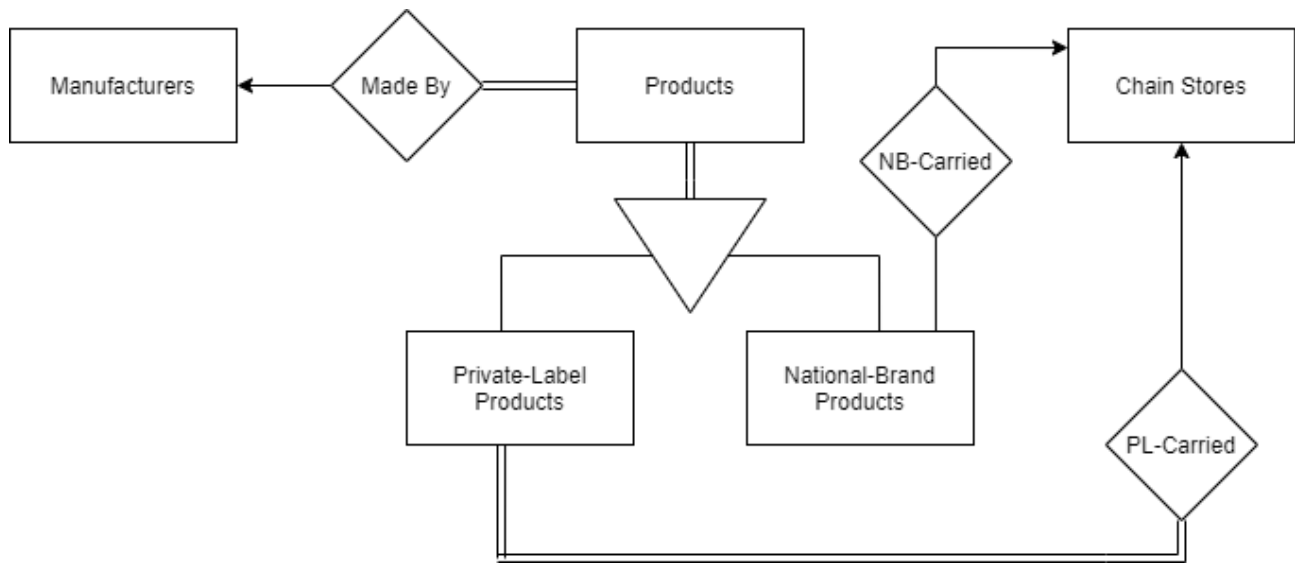 Manufacturers
Made By
Products
Chain Stores
NB-Carried
Private-Label
Products
National-Brand
Products
PL-Carried